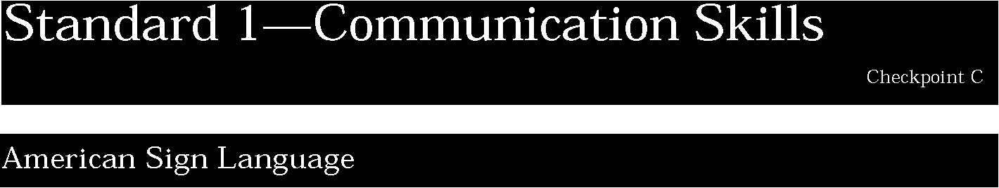 Standard 1—Communication Skills
Checkpoint C
American Sign Language